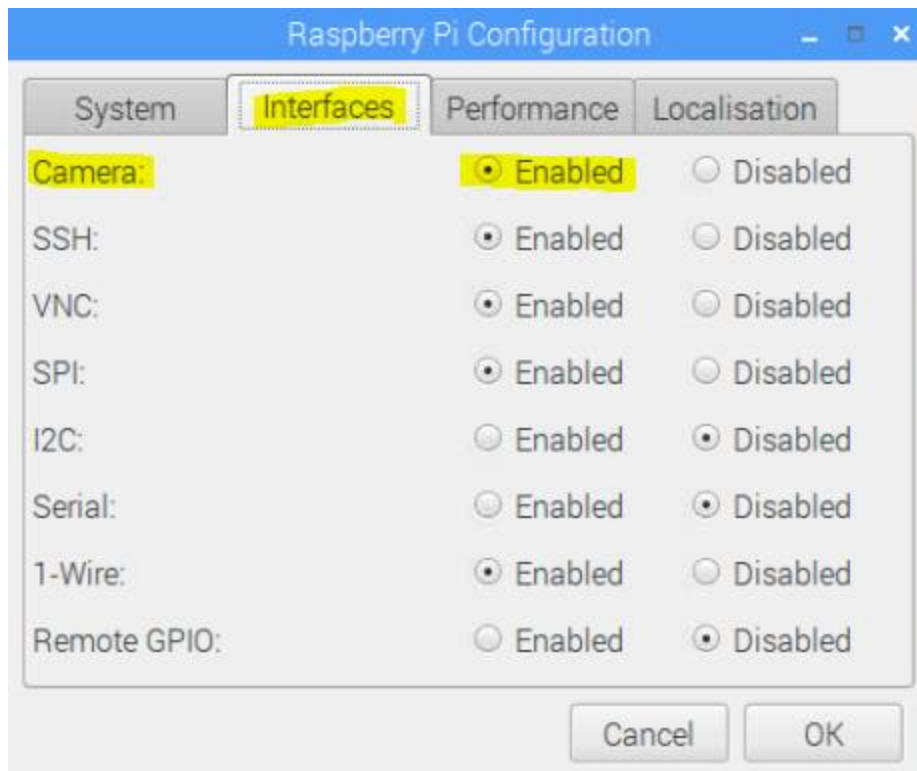 Raspberry Pi Configuration
System Interfaces Performance Localisation
Camera: Enabled Disabled
SSH: Enabled Disabled
VNC: Enabled Disabled
SPI: Enabled Disabled
I2C: Enabled Disabled
Serial: Enabled Disabled
1-Wire: Enabled Disabled
Remote GPIO: Enabled Disabled
Cancel OK